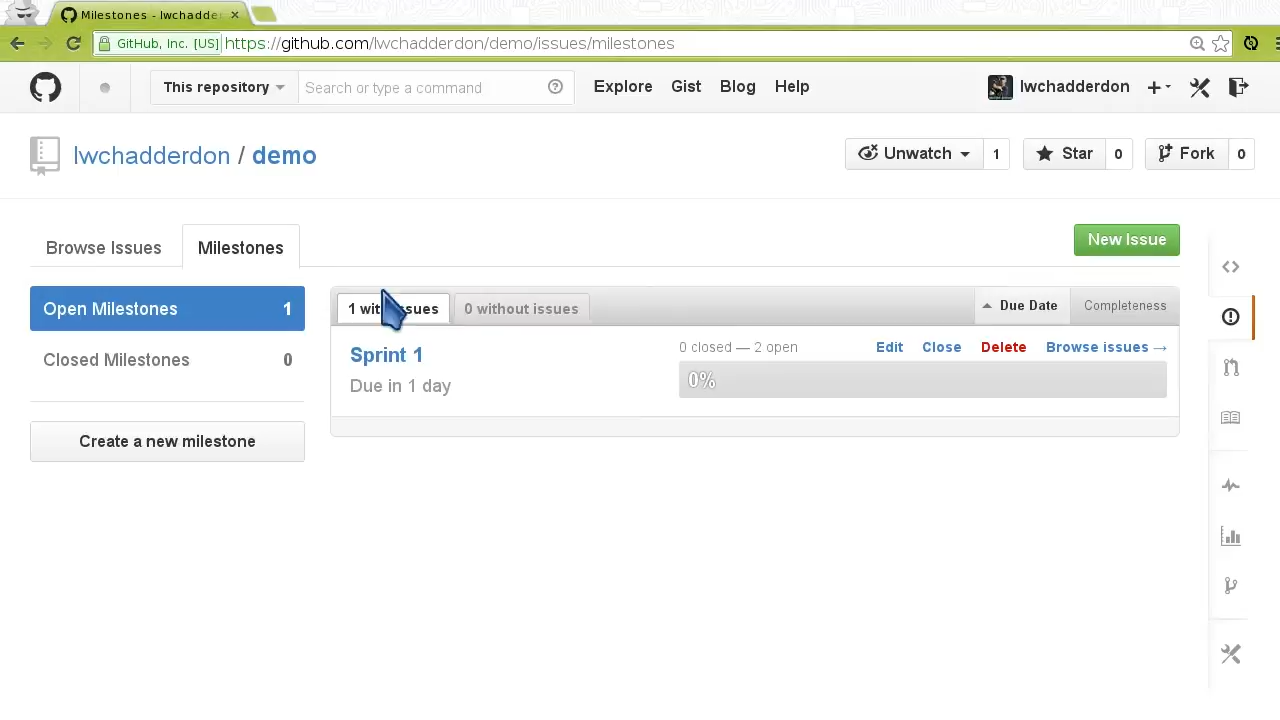 Milestones - lwchadde
GitHub, Inc. [US] https://github.com/lwchadderdon/demo/issues/milestones
This repository Search or type a command Explore Gist Blog Help lwchadderdon
lwchadderdon / demo
Unwatch 1 Star 0 Fork 0
Browse Issues Milestones New Issue
Open Milestones 1
Closed Milestones 0
Create a new milestone
1 with issues 0 without issues Due Date Completeness
Sprint 1 0 closed — 2 open Edit Close Delete Browse issues →
Due in 1 day 0%